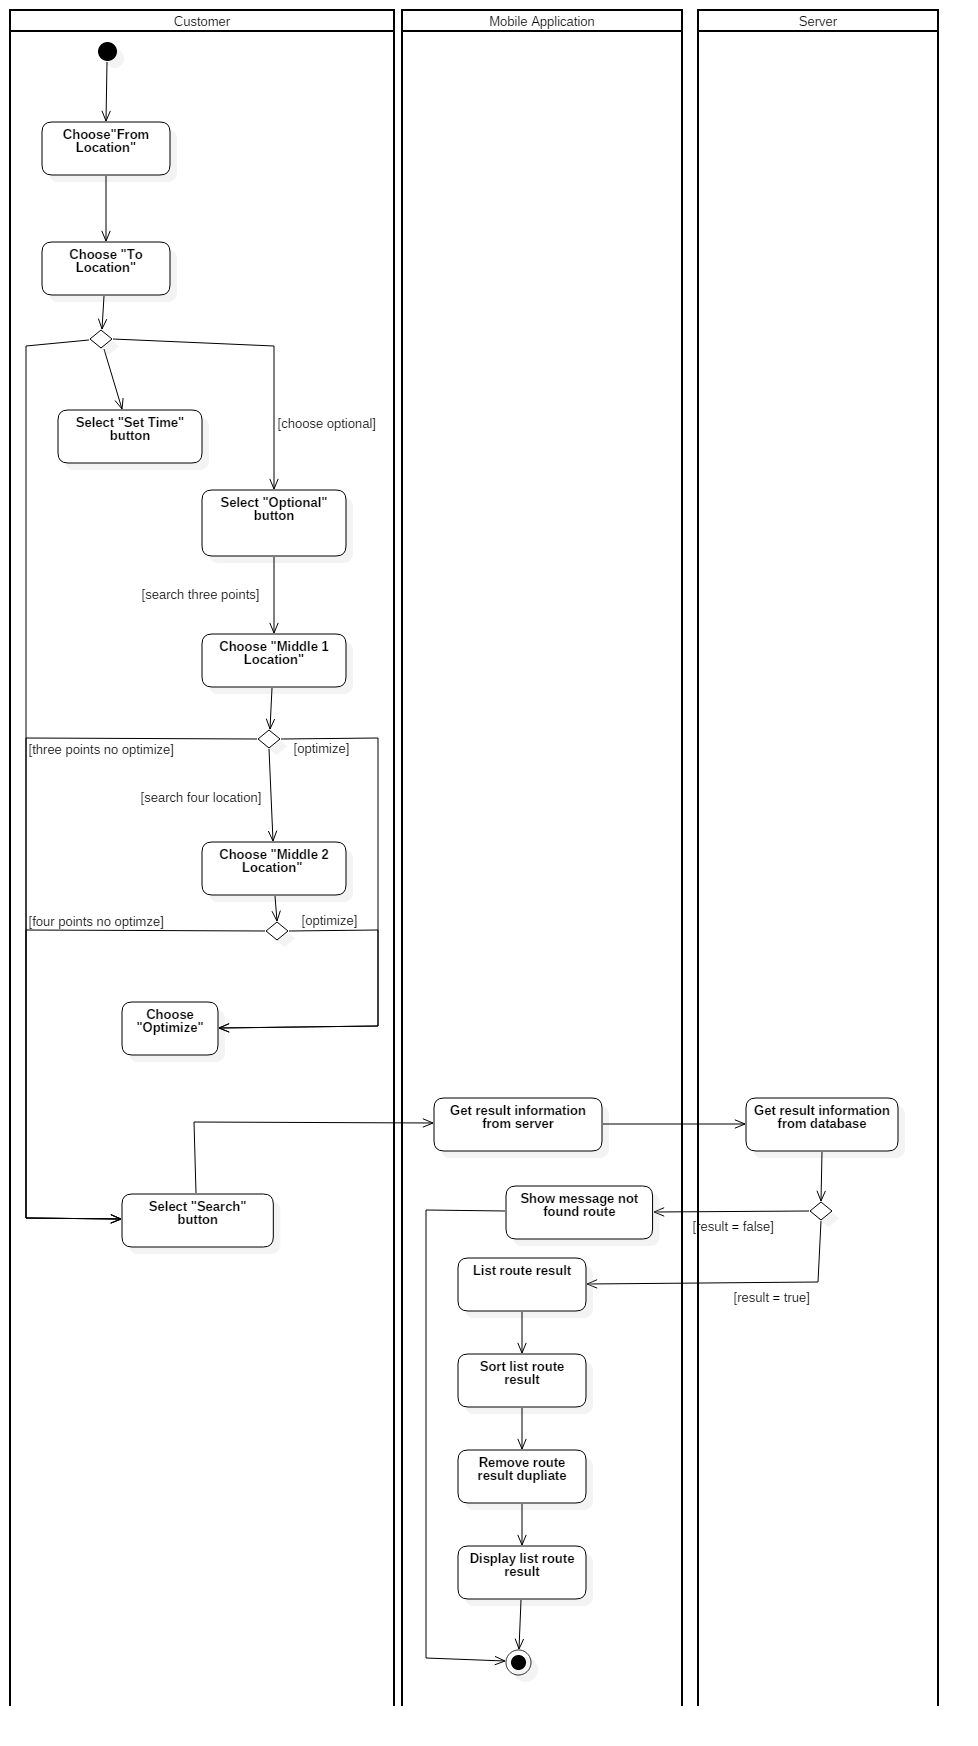 Customer
Mobile Application
Server
Choose"From
Location"
Choose "To
Location"
Select "Set Time"
button
[choose optional]
Select "Optional"
button
[search three points]
Choose "Middle 1
Location"
[three points no optimize]
[optimize]
[search four location]
Choose "Middle 2
Location"
[four points no optimze]
[optimize]
Choose
"Optimize"
Get result information
from server
Get result information
from database
Select "Search"
button
Show message not
found route
[result = false]
List route result
[result = true]
Sort list route
result
Remove route
result dupliate
Display list route
result